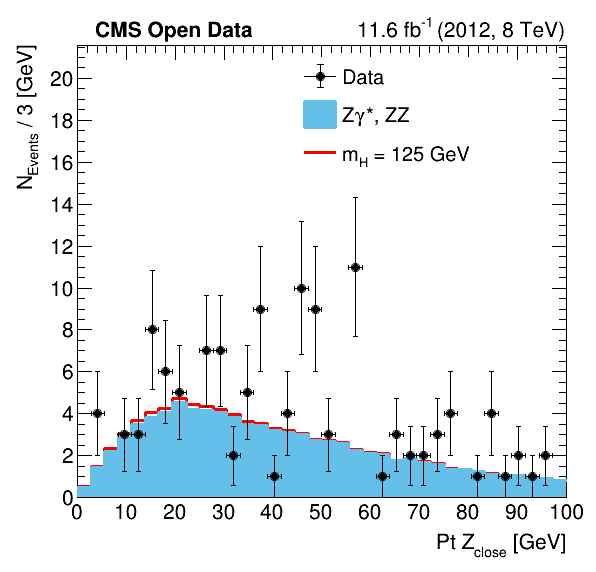 CMS Open Data 11.6 fb⁻¹ (2012, 8 TeV)
N_Events / 3 [GeV]
Data
Zγ*, ZZ
m_H = 125 GeV
20
18
16
14
12
10
8
6
4
2
0
0 10 20 30 40 50 60 70 80 90 100
Pt Z_close [GeV]